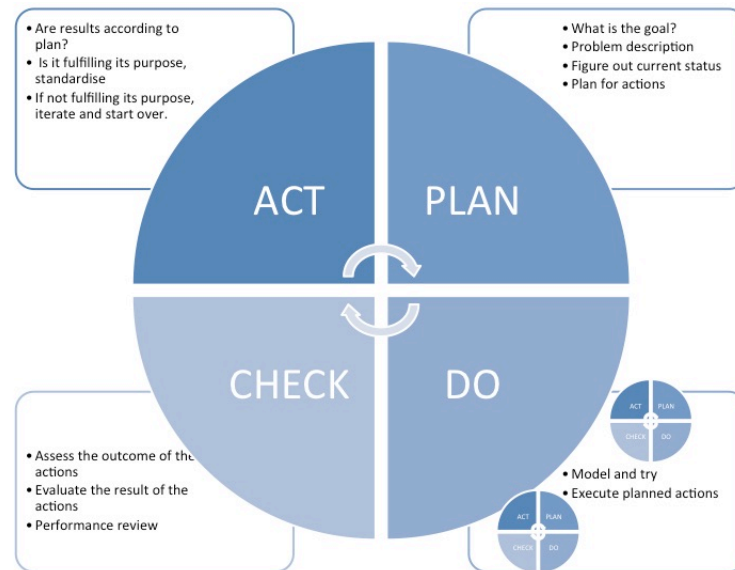 • Are results according to
plan?
• Is it fulfilling its purpose,
standardise
• If not fulfilling its purpose,
iterate and start over.
• What is the goal?
• Problem description
• Figure out current status
• Plan for actions
ACT
PLAN
CHECK
DO
• Assess the outcome of the
actions
• Evaluate the result of the
actions
• Performance review
ACT PLAN
CHECK DO
• Model and try
• Execute planned actions
ACT PLAN
CHECK DO